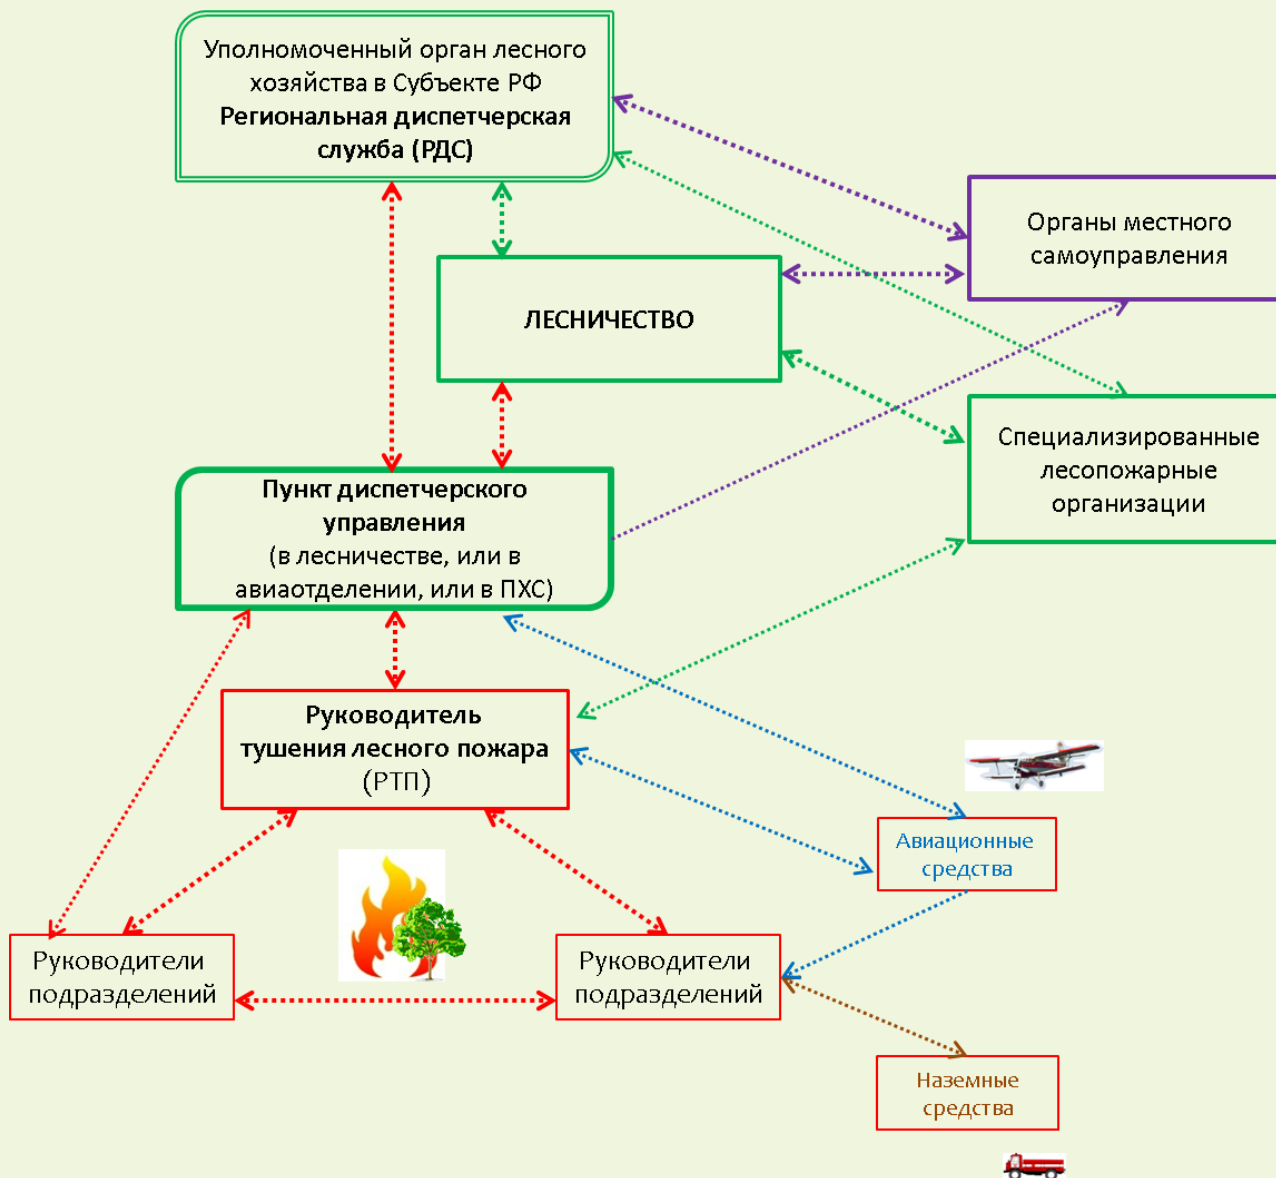 Уполномоченный орган лесного
хозяйства в Субъекте РФ
Региональная диспетчерская
служба (РДС)
Органы местного
самоуправления
ЛЕСНИЧЕСТВО
Специализированные
лесопожарные
организации
Пункт диспетчерского
управления
(в лесничестве, или в
авиаотделении, или в ПХС)
Руководитель
тушения лесного пожара
(РТП)
Авиационные
средства
Руководители
подразделений
Руководители
подразделений
Наземные
средства